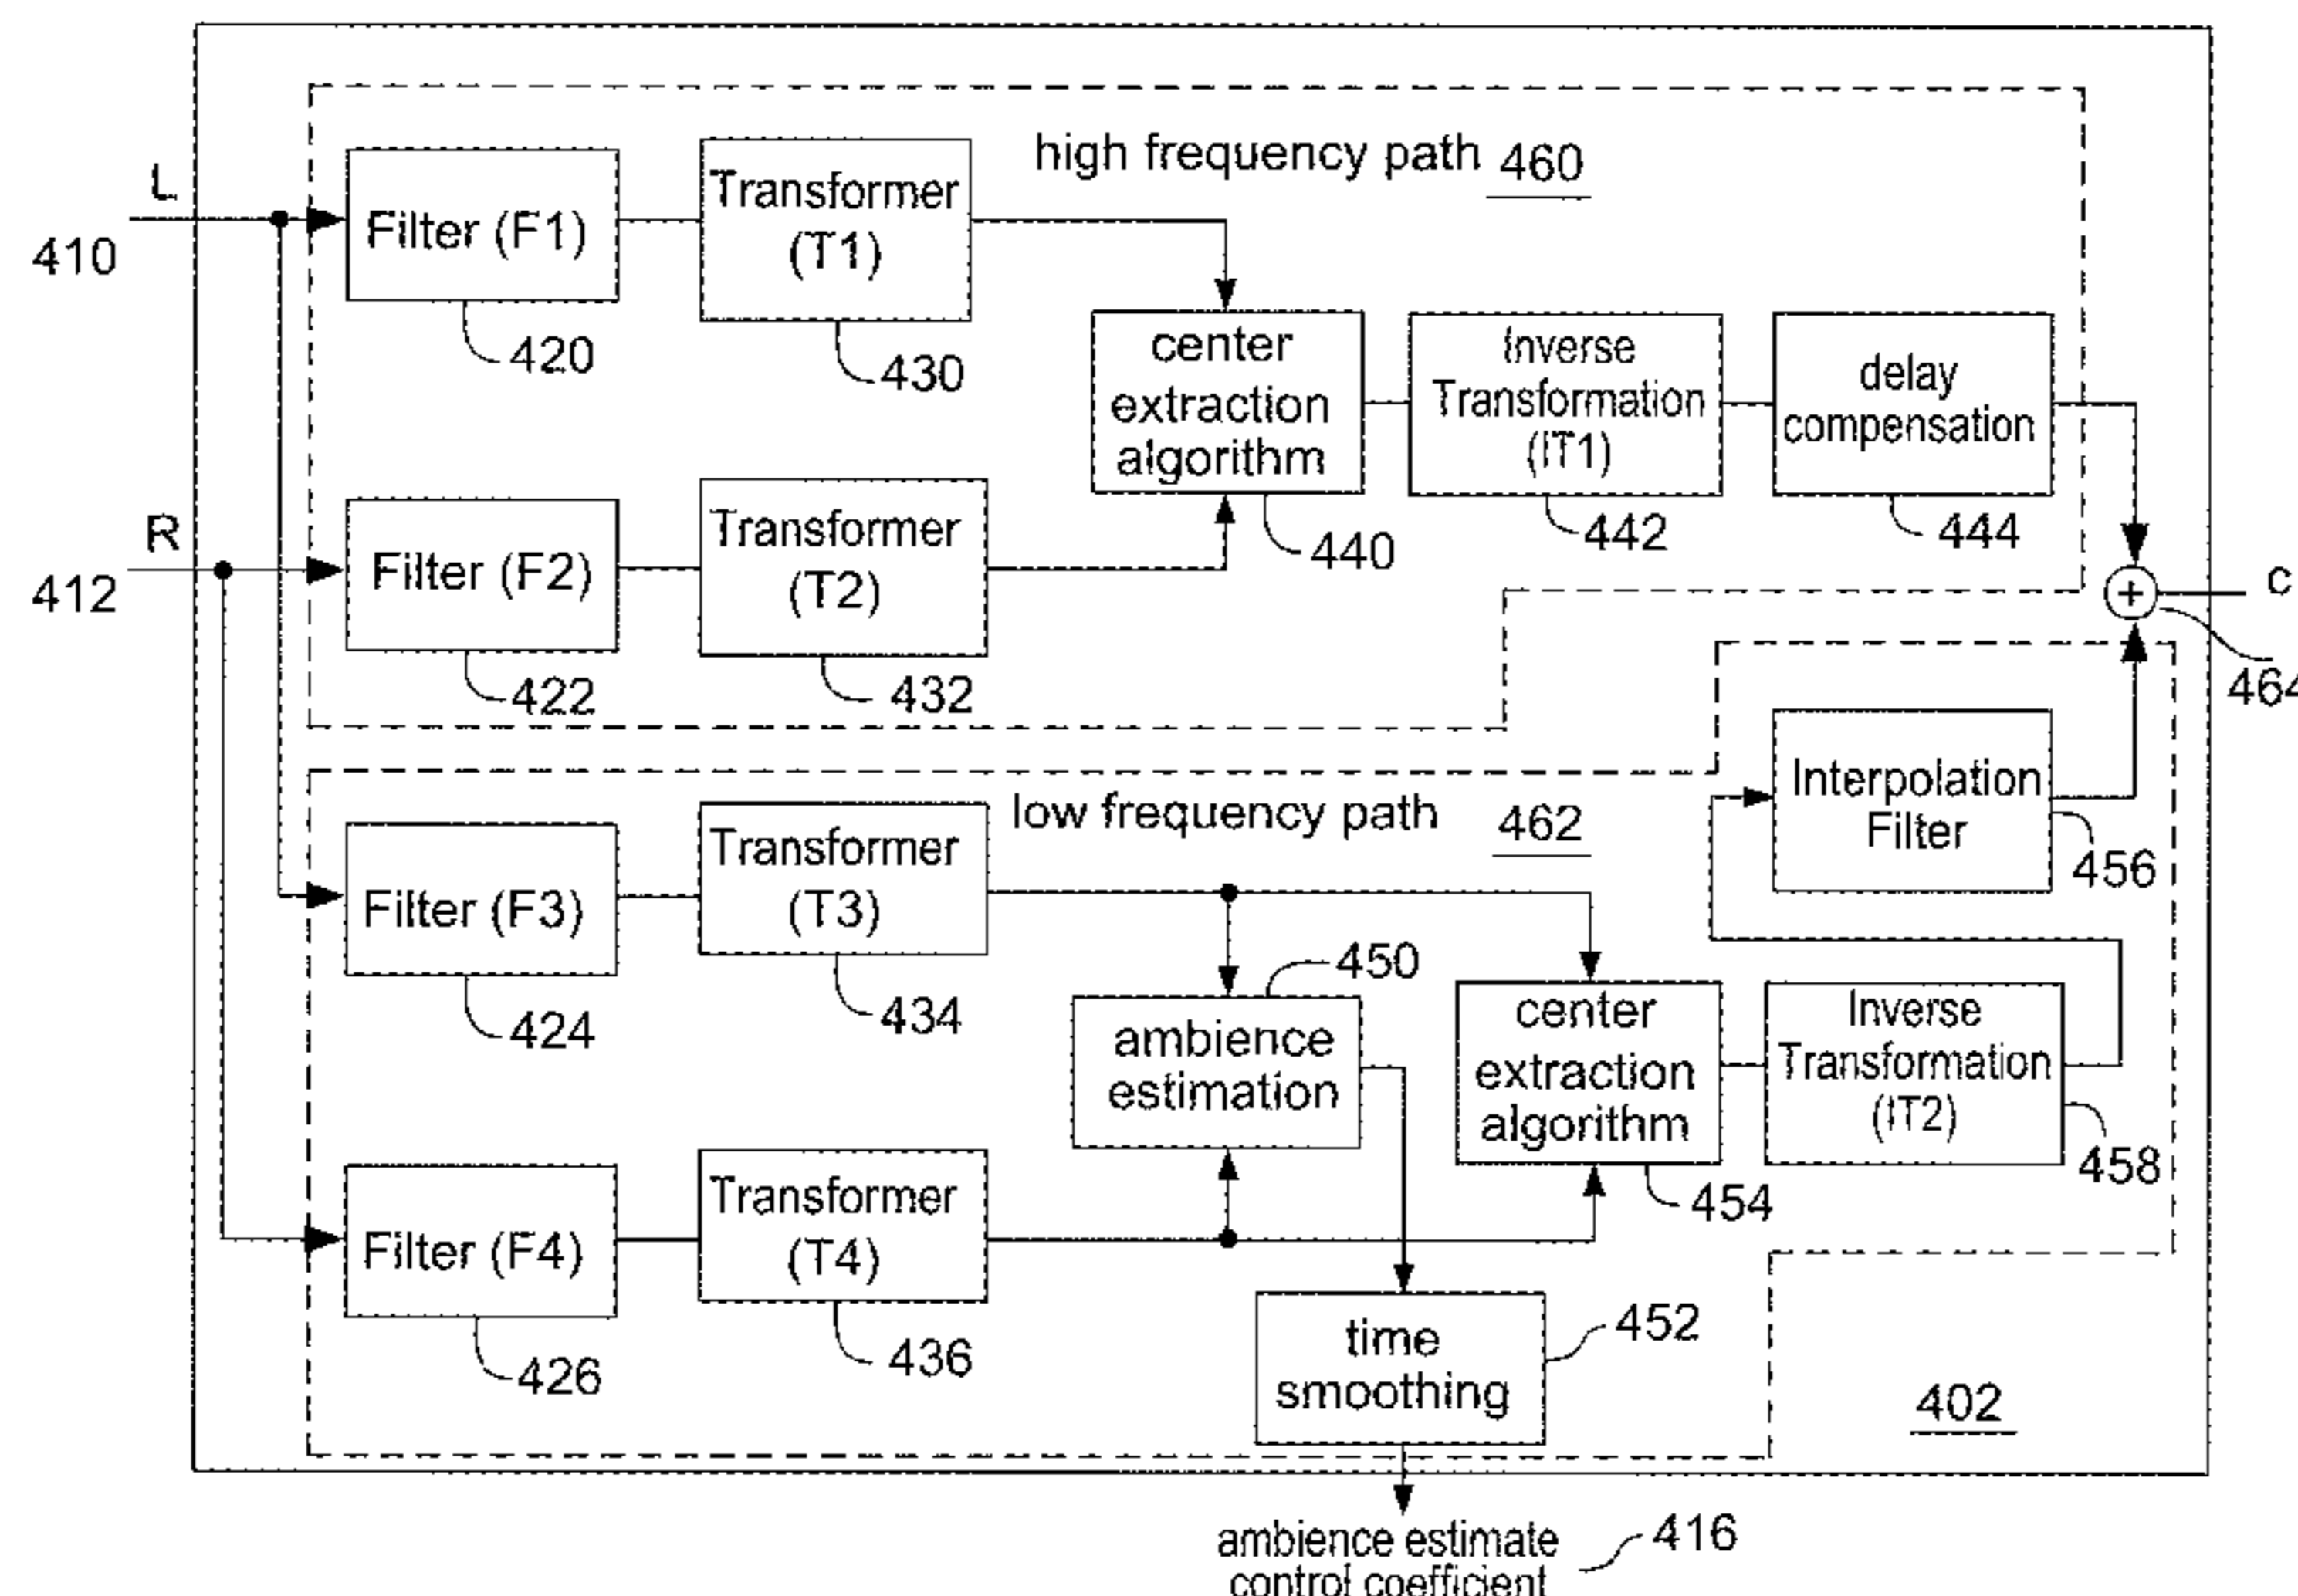 high frequency path 460
L
410
Filter (F1)
420
Transformer
(T1)
430
center
extraction
algorithm
440
Inverse
Transformation
(IT1)
442
delay
compensation
444
R
412
Filter (F2)
422
Transformer
(T2)
432
+
c
464
low frequency path 462
Filter (F3)
424
Transformer
(T3)
434
450
ambience
estimation
center
extraction
algorithm
454
Inverse
Transformation
(IT2)
458
Interpolation
Filter
456
Filter (F4)
426
Transformer
(T4)
436
time
smoothing
452
402
ambience estimate
control coefficient
416